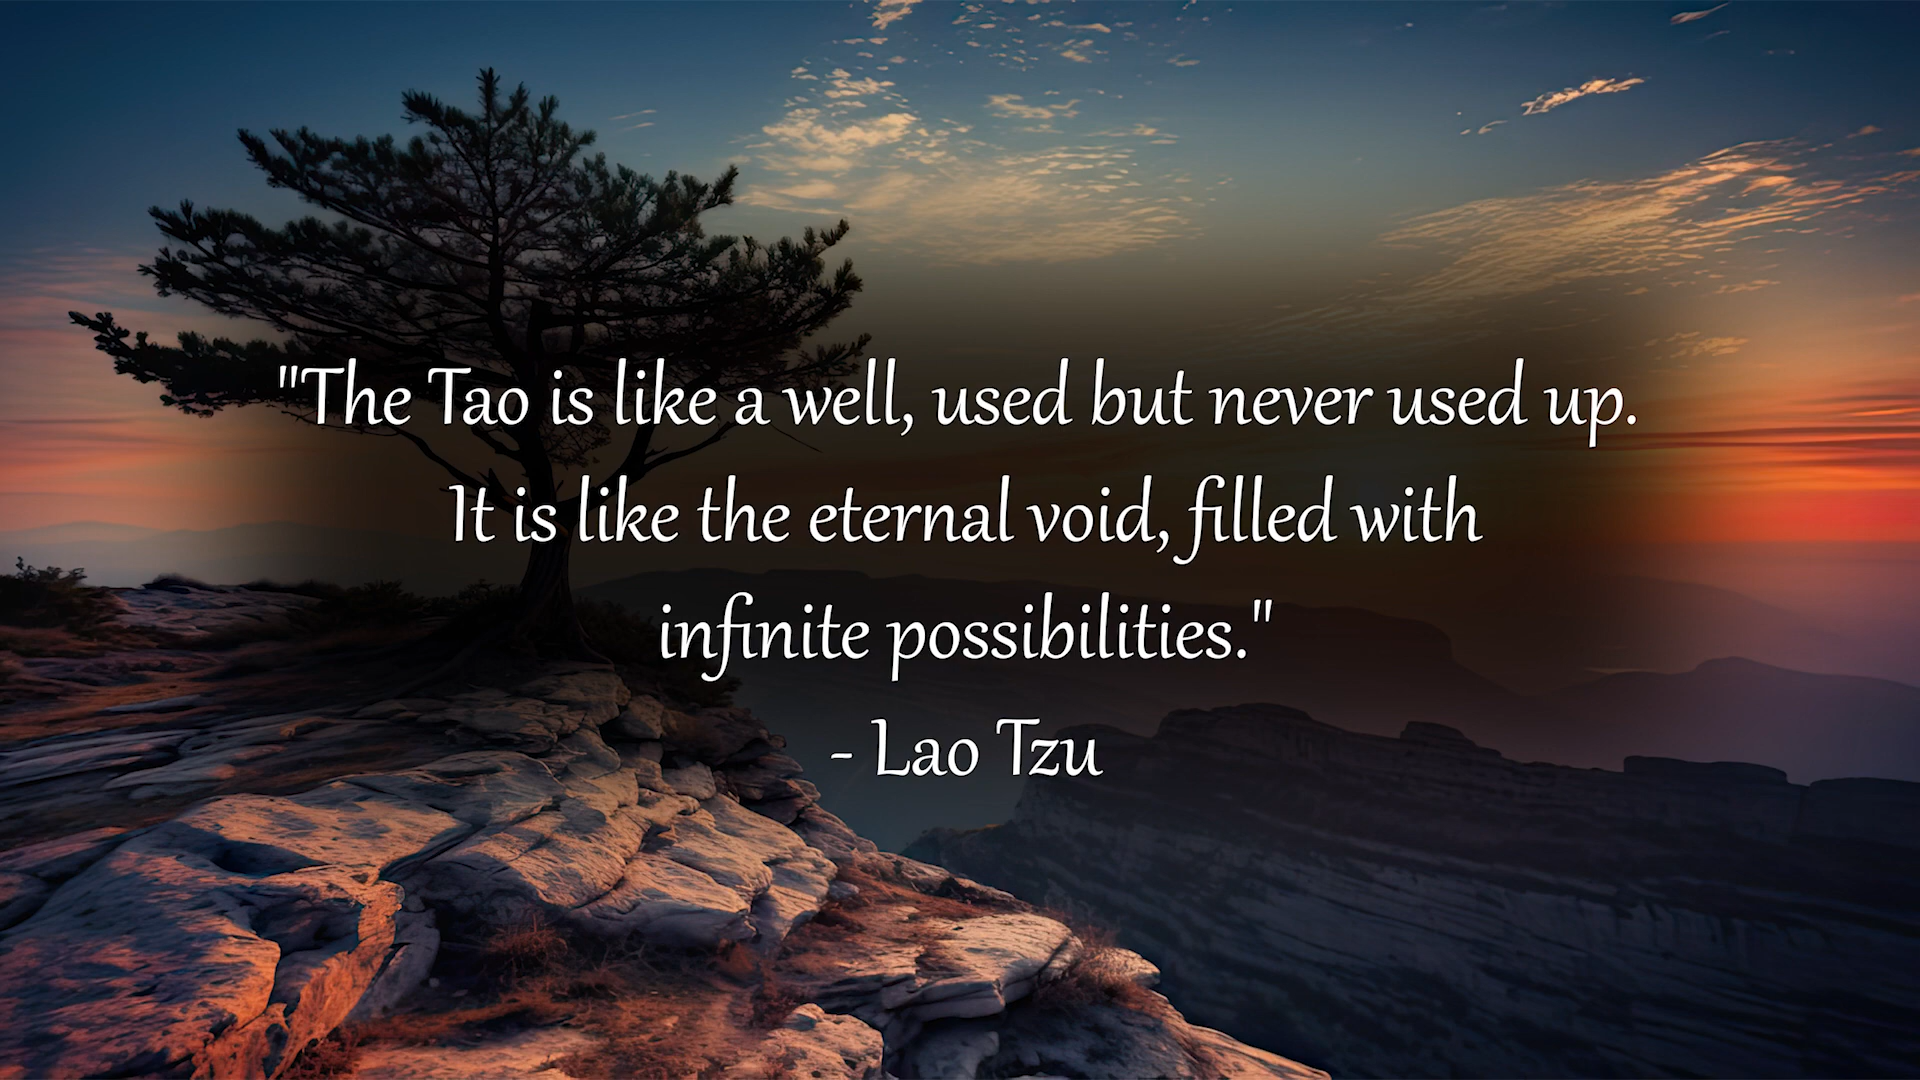 "The Tao is like a well, used but never used up.
It is like the eternal void, filled with
infinite possibilities."
- Lao Tzu